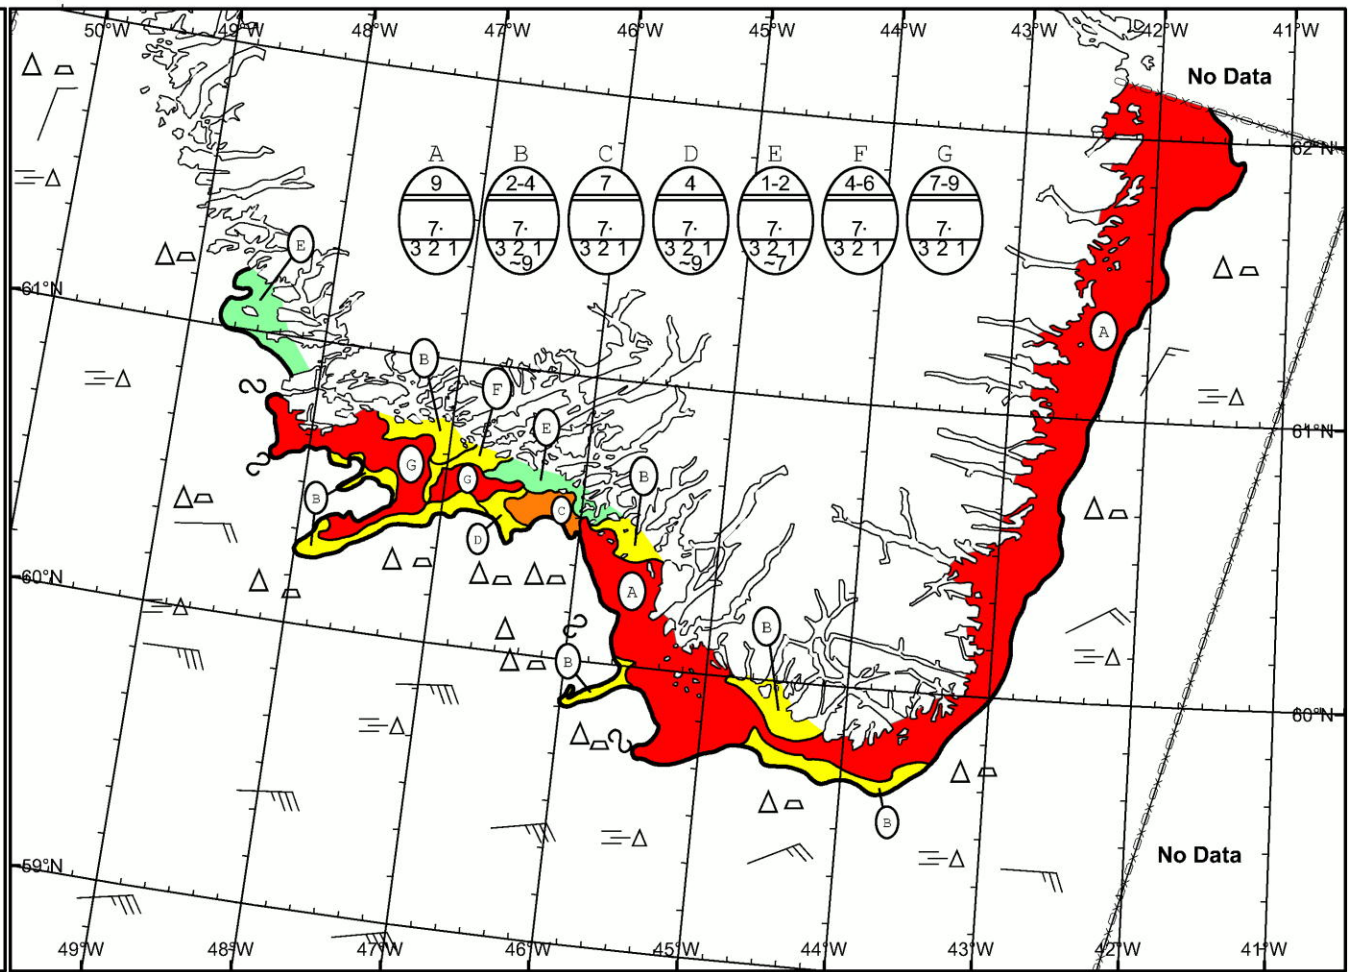 50°W 49°W 48°W 47°W 46°W 45°W 44°W 43°W 42°W 41°W
No Data
62°N
A B C D E F G
9 2-4 7 4 1-2 4-6 7-9
7· 7· 7· 7· 7· 7· 7·
3 2 1 3 2 1 3 2 1 3 2 1 3 2 1 3 2 1 3 2 1
~9 ~9 ~7
E
61°N
A
B
F
E
61°N
G G B
B C
D
60°N
A
B
B
60°N
B
No Data
59°N
49°W 48°W 47°W 46°W 45°W 44°W 43°W 42°W 41°W